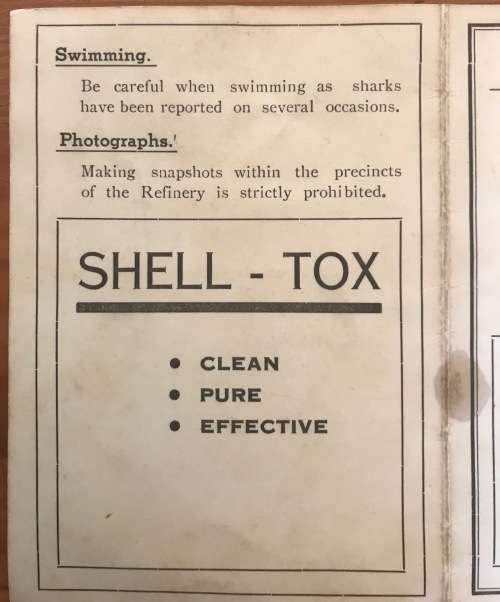 Swimming.
Be careful when swimming as sharks
have been reported on several occasions.
Photographs.
Making snapshots within the precincts
of the Refinery is strictly prohibited.
SHELL - TOX
• CLEAN
• PURE
• EFFECTIVE